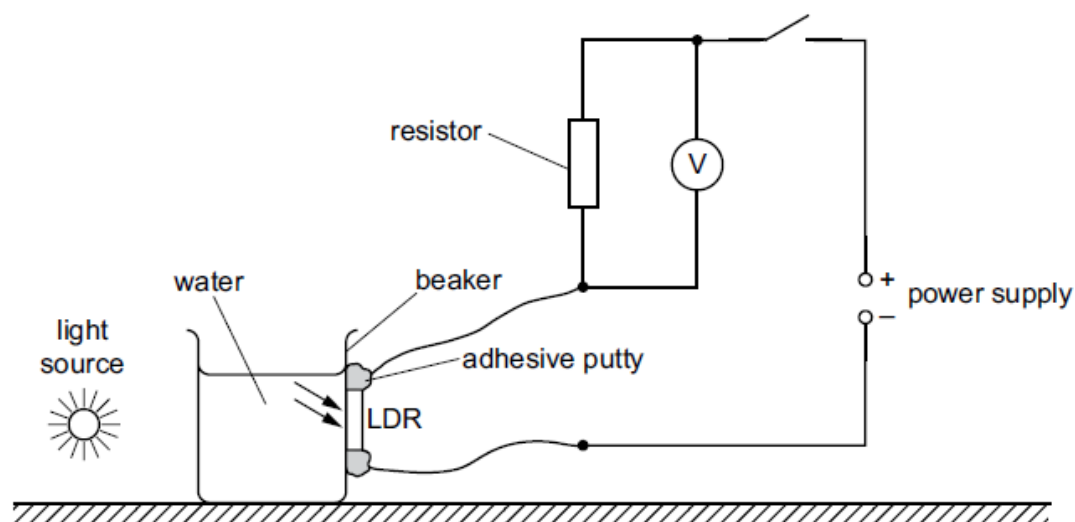 resistor
V
+
–
power supply
water
beaker
light
source
adhesive putty
LDR